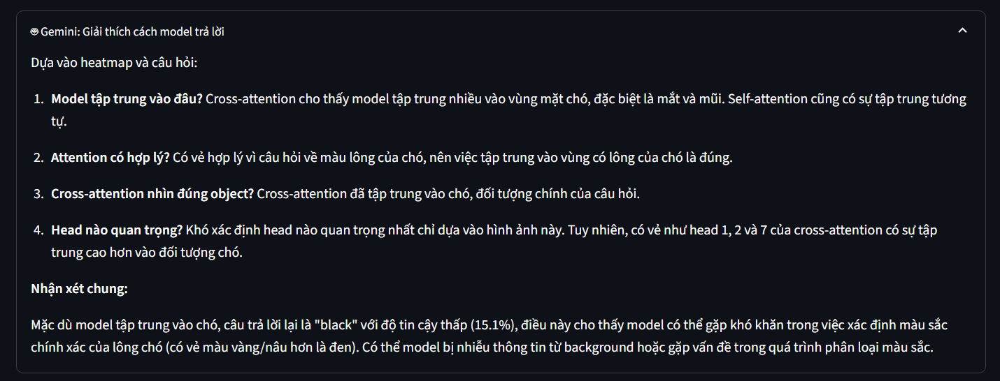 🤓 Gemini: Giải thích cách model trả lời
Dựa vào heatmap và câu hỏi:
1. Model tập trung vào đâu? Cross-attention cho thấy model tập trung nhiều vào vùng mặt chó, đặc biệt là mắt và mũi. Self-attention cũng có sự tập trung tương
tự.
2. Attention có hợp lý? Có vẻ hợp lý vì câu hỏi về màu lông của chó, nên việc tập trung vào vùng có lông của chó là đúng.
3. Cross-attention nhìn đúng object? Cross-attention đã tập trung vào chó, đối tượng chính của câu hỏi.
4. Head nào quan trọng? Khó xác định head nào quan trọng nhất chỉ dựa vào hình ảnh này. Tuy nhiên, có vẻ như head 1, 2 và 7 của cross-attention có sự tập
trung cao hơn vào đối tượng chó.
Nhận xét chung:
Mặc dù model tập trung vào chó, câu trả lời lại là "black" với độ tin cậy thấp (15.1%), điều này cho thấy model có thể gặp khó khăn trong việc xác định màu sắc
chính xác của lông chó (có vẻ màu vàng/nâu hơn là đen). Có thể model bị nhiễu thông tin từ background hoặc gặp vấn đề trong quá trình phân loại màu sắc.